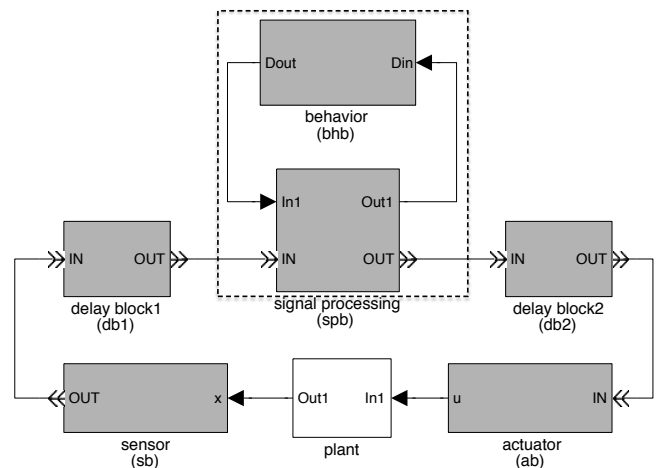 Dout Din
behavior
(bhb)
In1 Out1
IN OUT IN OUT IN OUT
signal processing
(spb)
delay block1
(db1)
delay block2
(db2)
OUT x Out1 In1 u IN
sensor
(sb)
plant
actuator
(ab)